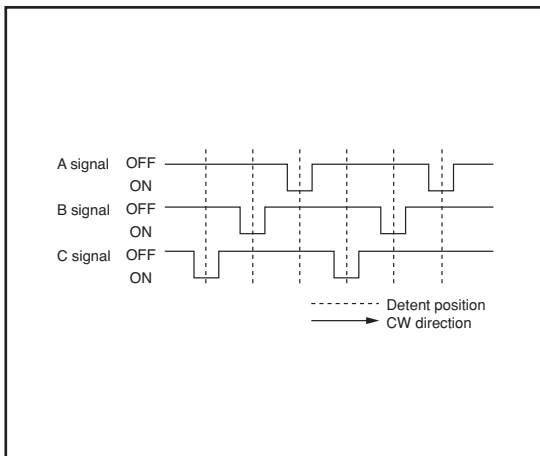 A signal OFF
ON
B signal OFF
ON
C signal OFF
ON
Detent position
CW direction